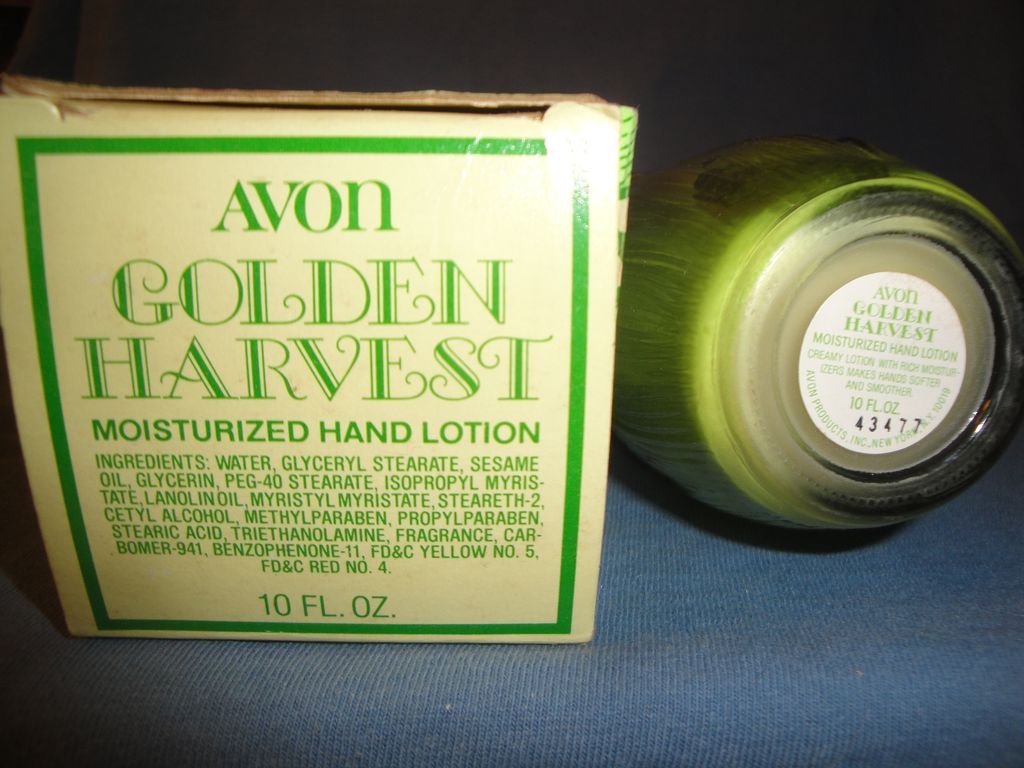 AVON
GOLDEN
HARVEST
MOISTURIZED HAND LOTION
INGREDIENTS: WATER, GLYCERYL STEARATE, SESAME
OIL, GLYCERIN, PEG-40 STEARATE, ISOPROPYL MYRIS-
TATE, LANOLIN OIL, MYRISTYL MYRISTATE, STEARETH-2,
CETYL ALCOHOL, METHYLPARABEN, PROPYLPARABEN,
STEARIC ACID, TRIETHANOLAMINE, FRAGRANCE, CAR-
BOMER-941, BENZOPHENONE-11, FD&C YELLOW NO. 5,
FD&C RED NO. 4.
10 FL. OZ.
AVON
GOLDEN
HARVEST
MOISTURIZED HAND LOTION
CREAMY LOTION WITH RICH MOISTUR-
IZERS MAKES HANDS SOFTER
AND SMOOTHER.
10 FL. OZ.
43477
AVON PRODUCTS, INC., NEW YORK, N.Y. 10019